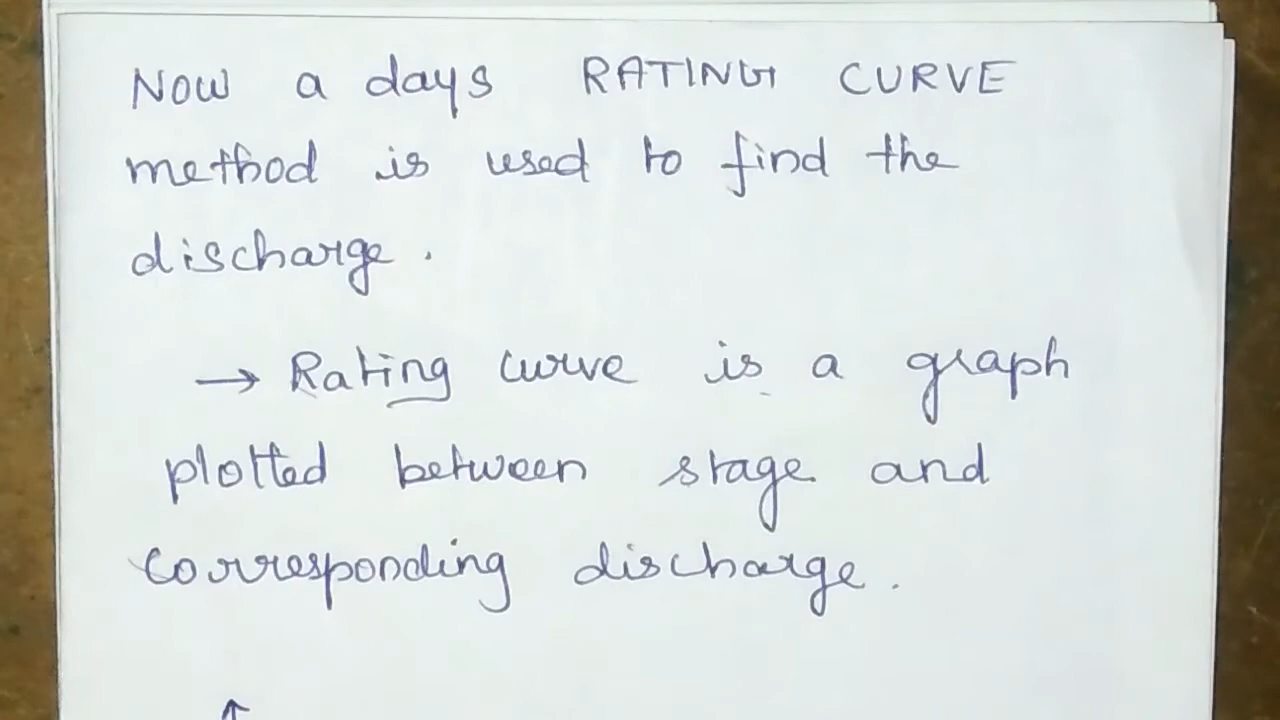 Now a days RATING CURVE
method is used to find the
discharge.
→ Rating curve is a graph
plotted between stage and
corresponding discharge.